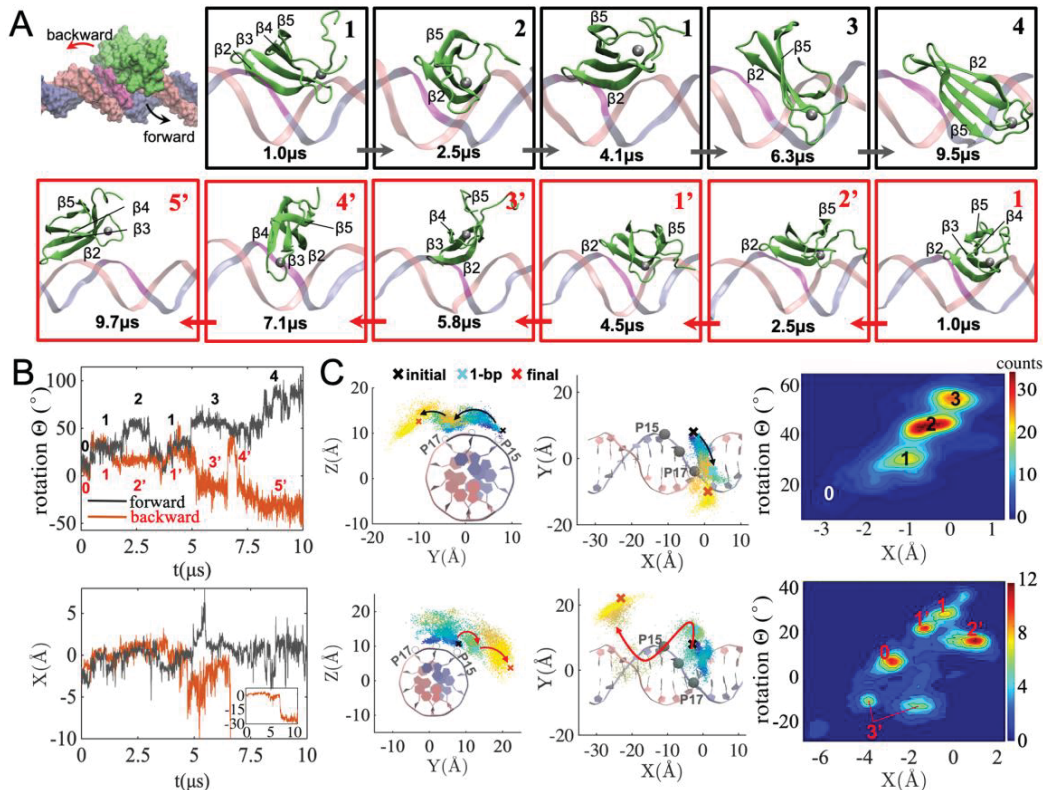 A
backward
forward
β2 β3 β4 β5 1
1.0μs
β5 β2 2
2.5μs
β5 β2 1
4.1μs
β2 β5 3
6.3μs
β2 β5 4
9.5μs
β5 β4 β3 β2 5’
9.7μs
β4 β5 β3 β2 4’
7.1μs
β5 β4 β3 β2 3’
5.8μs
β5 β2 1’
4.5μs
β5 β2 2’
2.5μs
β5 β3 β4 β2 1
1.0μs
B
rotation Θ (°)
100
50
0
-50
0 1 2 1 3 4
0 1 2’ 1’ 3’ 4’ 5’
forward
backward
0 2.5 5 7.5 10
t(μs)
X(Å)
5
0
-5
-10
0
-15
-30
0 5 10
0 2.5 5 7.5 10
t(μs)
C
initial 1-bp final
Z(Å)
20
10
0
-10
P17 P15
-20 -10 0 10
Y(Å)
Y(Å)
20
0
-20
P15
P17
-30 -20 -10 0 10
X(Å)
counts
rotation Θ (°)
60
40
20
0 1 2 3
-3 -2 -1 0 1
X(Å)
30
20
10
0
Z(Å)
25
20
10
0
-10
-15
P17 P15
-10 0 10 20
Y(Å)
Y(Å)
20
0
-20
P15
P17
-30 -20 -10 0 10
X(Å)
rotation Θ (°)
40
20
0
-20
1’ 1 2’
0
3’
-6 -4 -2 0 2
X(Å)
12
8
4
0